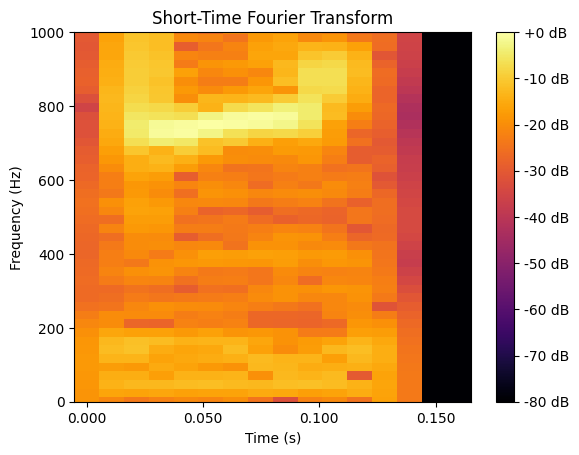 Short-Time Fourier Transform
1000
800
600
400
200
0
Frequency (Hz)
0.000
0.050
0.100
0.150
Time (s)
+0 dB
-10 dB
-20 dB
-30 dB
-40 dB
-50 dB
-60 dB
-70 dB
-80 dB